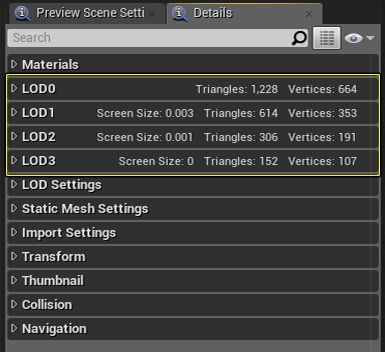 Preview Scene Setti Details
Search
Materials
LOD0 Triangles: 1,228 Vertices: 664
LOD1 Screen Size: 0.003 Triangles: 614 Vertices: 353
LOD2 Screen Size: 0.001 Triangles: 306 Vertices: 191
LOD3 Screen Size: 0 Triangles: 152 Vertices: 107
LOD Settings
Static Mesh Settings
Import Settings
Transform
Thumbnail
Collision
Navigation